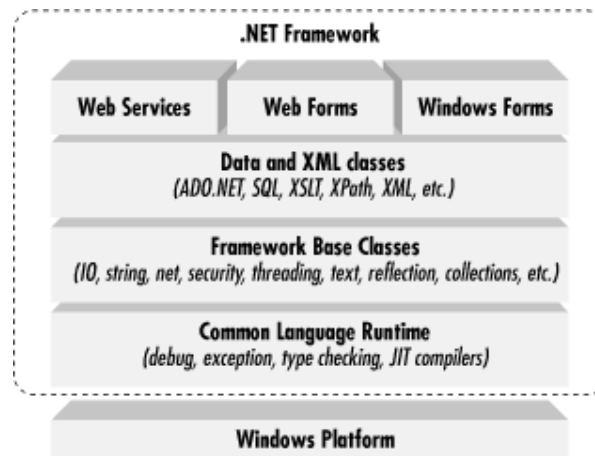 .NET Framework
Web Services Web Forms Windows Forms
Data and XML classes
(ADO.NET, SQL, XSLT, XPath, XML, etc.)
Framework Base Classes
(IO, string, net, security, threading, text, reflection, collections, etc.)
Common Language Runtime
(debug, exception, type checking, JIT compilers)
Windows Platform